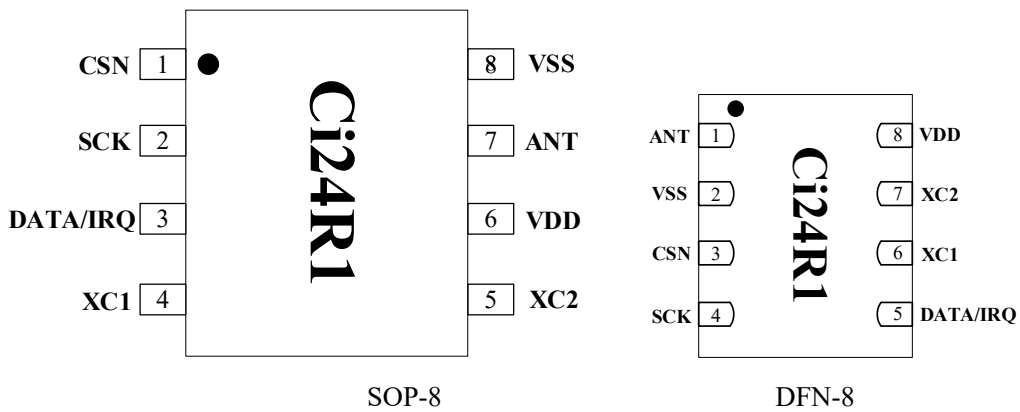 CSN 1
SCK 2
DATA/IRQ 3
XC1 4
Ci24R1
8 VSS
7 ANT
6 VDD
5 XC2
SOP-8
ANT 1
VSS 2
CSN 3
SCK 4
Ci24R1
8 VDD
7 XC2
6 XC1
5 DATA/IRQ
DFN-8